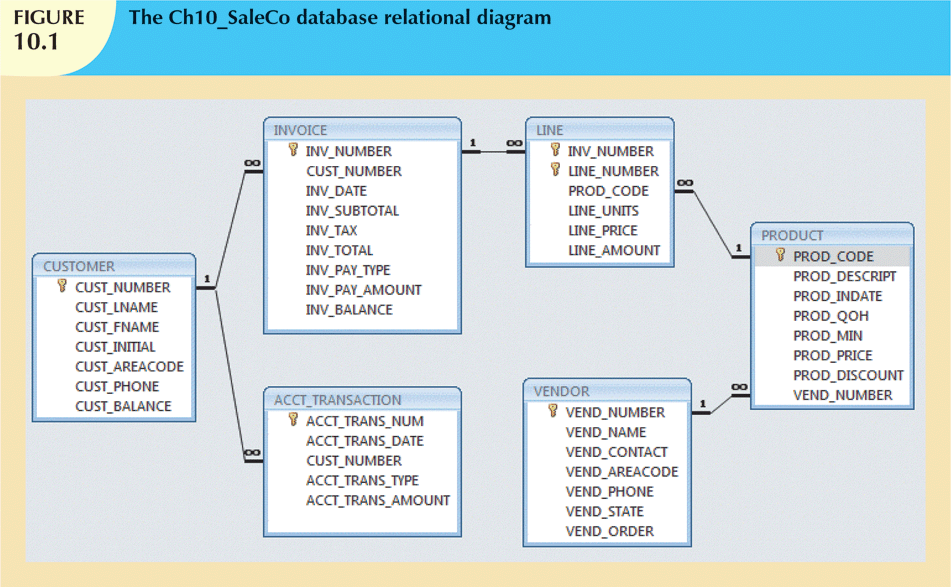 FIGURE
10.1
The Ch10_SaleCo database relational diagram
CUSTOMER
CUST_NUMBER
CUST_LNAME
CUST_FNAME
CUST_INITIAL
CUST_AREACODE
CUST_PHONE
CUST_BALANCE
1
∞
∞
INVOICE
INV_NUMBER
CUST_NUMBER
INV_DATE
INV_SUBTOTAL
INV_TAX
INV_TOTAL
INV_PAY_TYPE
INV_PAY_AMOUNT
INV_BALANCE
1
∞
ACCT_TRANSACTION
ACCT_TRANS_NUM
ACCT_TRANS_DATE
CUST_NUMBER
ACCT_TRANS_TYPE
ACCT_TRANS_AMOUNT
LINE
INV_NUMBER
LINE_NUMBER
PROD_CODE
LINE_UNITS
LINE_PRICE
LINE_AMOUNT
∞
1
VENDOR
VEND_NUMBER
VEND_NAME
VEND_CONTACT
VEND_AREACODE
VEND_PHONE
VEND_STATE
VEND_ORDER
1
∞
PRODUCT
PROD_CODE
PROD_DESCRIPT
PROD_INDATE
PROD_QOH
PROD_MIN
PROD_PRICE
PROD_DISCOUNT
VEND_NUMBER